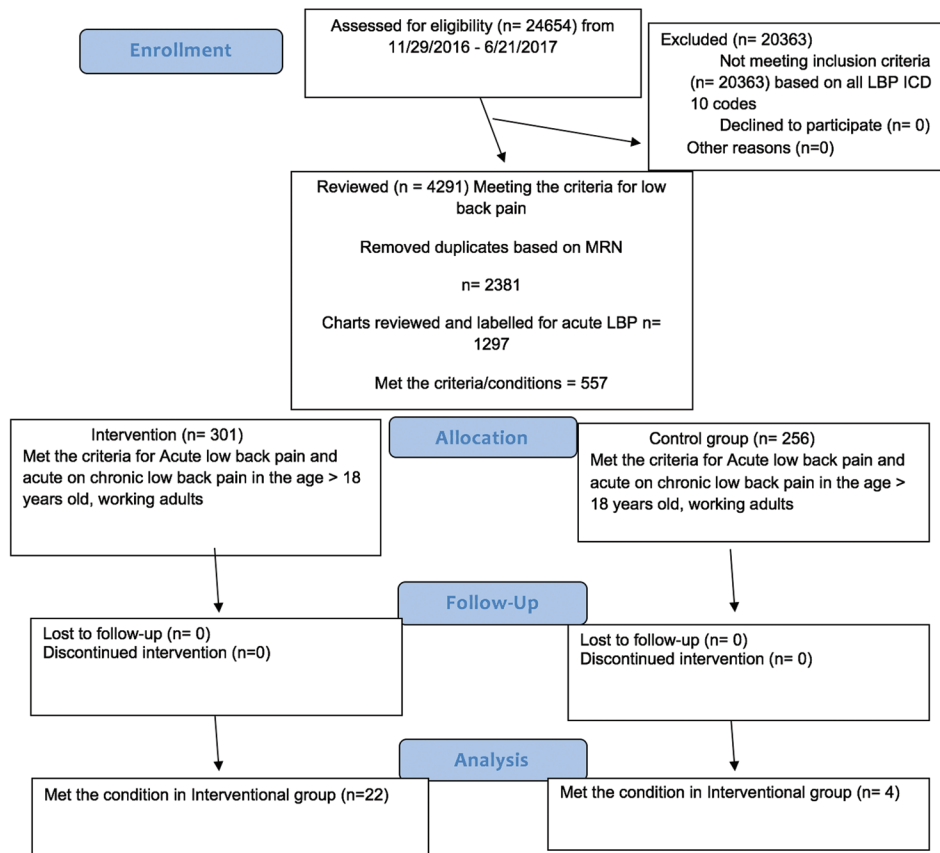 Enrollment
Assessed for eligibility (n= 24654) from
11/29/2016 - 6/21/2017
Excluded (n= 20363)
Not meeting inclusion criteria
(n= 20363) based on all LBP ICD
10 codes
Declined to participate (n= 0)
Other reasons (n=0)
Reviewed (n = 4291) Meeting the criteria for low
back pain
Removed duplicates based on MRN
n= 2381
Charts reviewed and labelled for acute LBP n=
1297
Met the criteria/conditions = 557
Allocation
Intervention (n= 301)
Met the criteria for Acute low back pain and
acute on chronic low back pain in the age > 18
years old, working adults
Control group (n= 256)
Met the criteria for Acute low back pain and
acute on chronic low back pain in the age >
18 years old, working adults
Follow-Up
Lost to follow-up (n= 0)
Discontinued intervention (n=0)
Lost to follow-up (n= 0)
Discontinued intervention (n= 0)
Analysis
Met the condition in Interventional group (n=22)
Met the condition in Interventional group (n= 4)